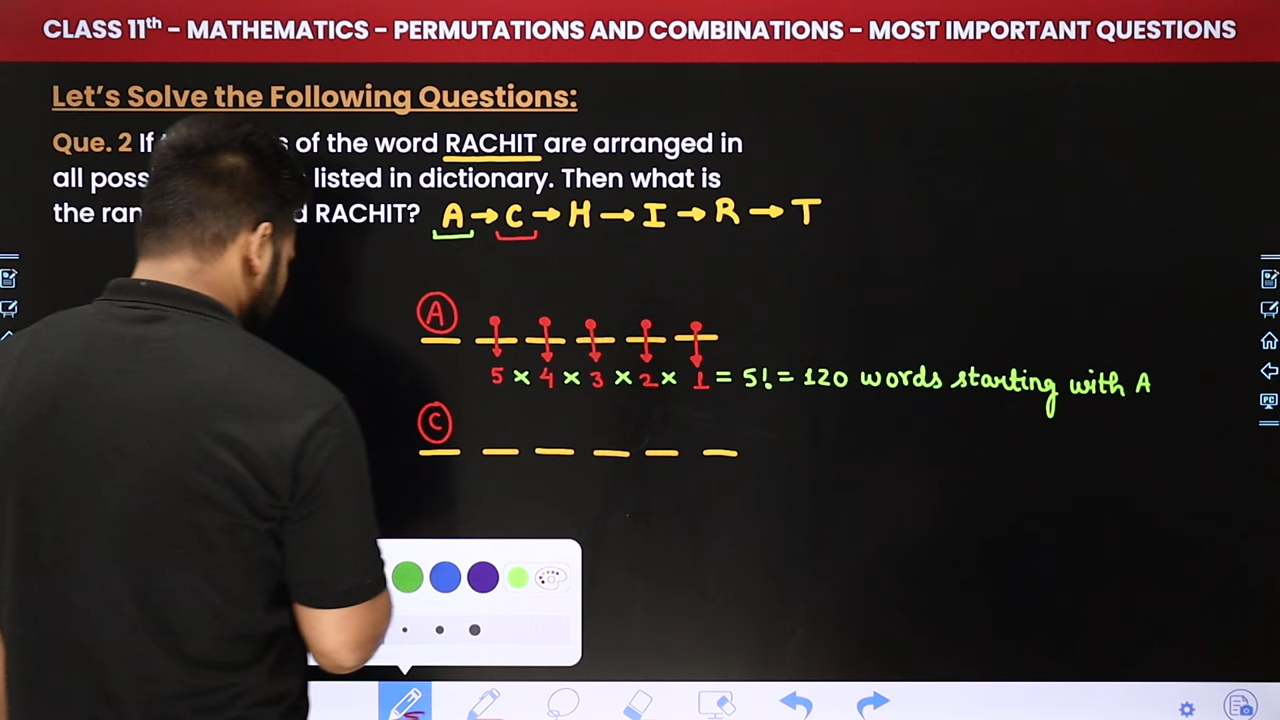 CLASS 11th – MATHEMATICS – PERMUTATIONS AND COMBINATIONS – MOST IMPORTANT QUESTIONS
Let's Solve the Following Questions:
Que. 2 If of the word RACHIT are arranged in
all listed in dictionary. Then what is
the RACHIT? A → C → H → I → R → T
A
5 × 4 × 3 × 2 × 1 = 5! = 120 words starting with A
C
PC